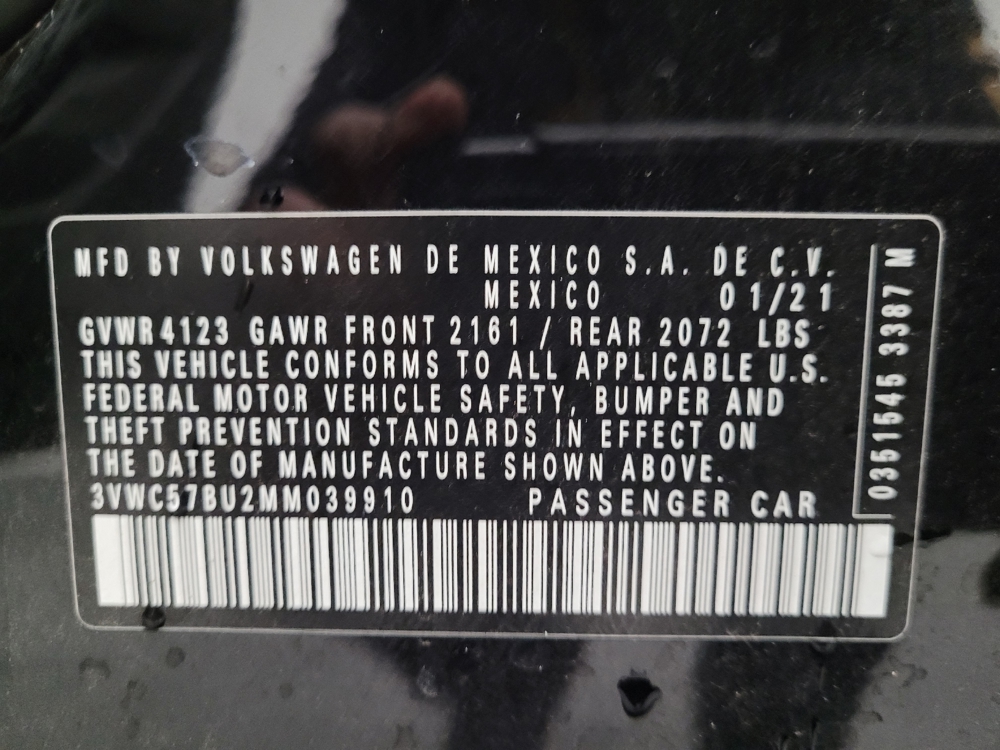 MFD BY VOLKSWAGEN DE MEXICO S.A. DE C.V.
MEXICO 01/21
GVWR 4123 GAWR FRONT 2161 / REAR 2072 LBS
THIS VEHICLE CONFORMS TO ALL APPLICABLE U.S.
FEDERAL MOTOR VEHICLE SAFETY, BUMPER AND
THEFT PREVENTION STANDARDS IN EFFECT ON
THE DATE OF MANUFACTURE SHOWN ABOVE.
3VWC57BU2MM039910 PASSENGER CAR
0351545 3387 M